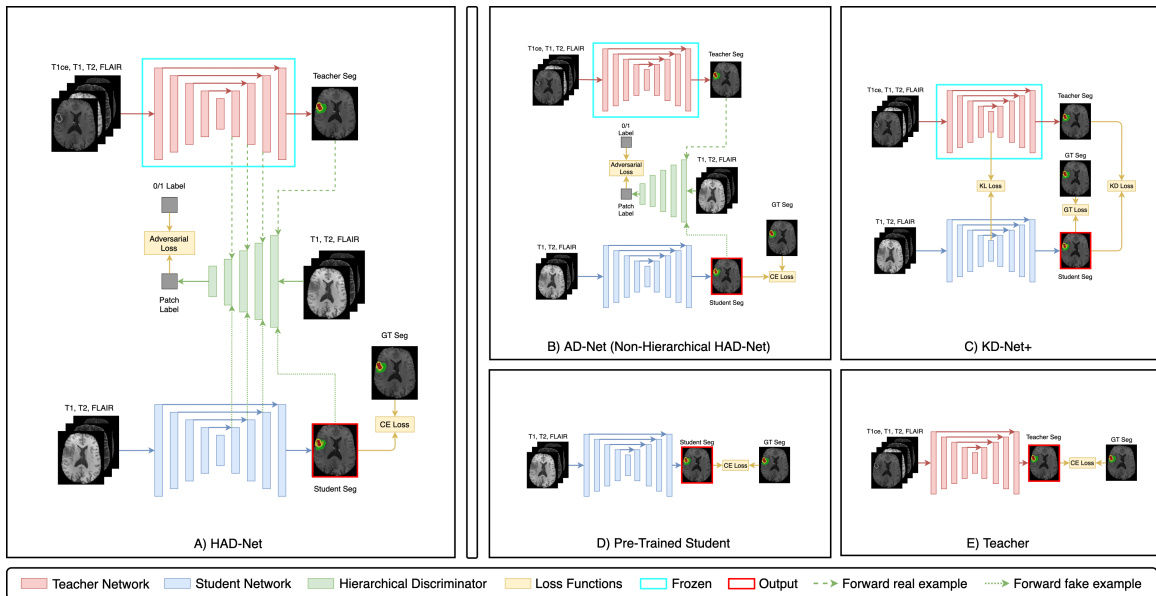 T1ce, T1, T2, FLAIR
Teacher Seg
0/1 Label
Adversarial
Loss
Patch
Label
T1, T2, FLAIR
GT Seg
T1, T2, FLAIR
CE Loss
Student Seg
A) HAD-Net
T1ce, T1, T2, FLAIR
Teacher Seg
0/1
Label
Adversarial
Loss
Patch
Label
T1, T2, FLAIR
GT Seg
T1, T2, FLAIR
CE Loss
Student Seg
B) AD-Net (Non-Hierarchical HAD-Net)
T1ce, T1, T2, FLAIR
Teacher Seg
GT Seg
KL Loss
KD Loss
GT Loss
T1, T2, FLAIR
Student Seg
C) KD-Net+
T1, T2, FLAIR
Student Seg
GT Seg
CE Loss
D) Pre-Trained Student
T1ce, T1, T2, FLAIR
Teacher Seg
GT Seg
CE Loss
E) Teacher
Teacher Network
Student Network
Hierarchical Discriminator
Loss Functions
Frozen
Output
Forward real example
Forward fake example